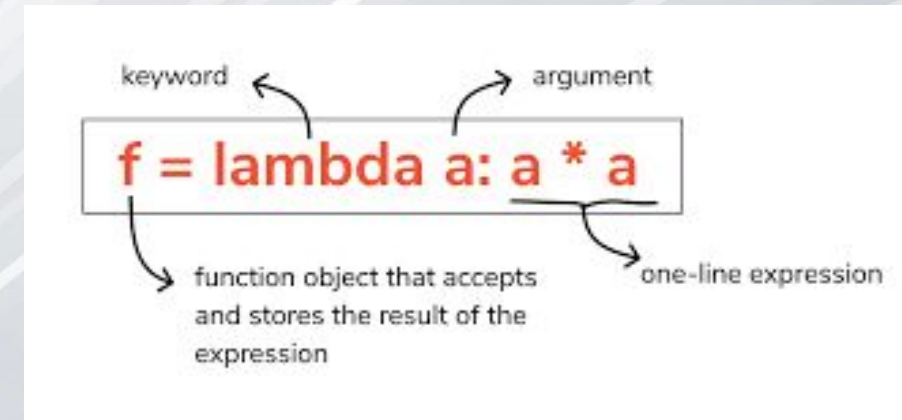 keyword
argument
f = lambda a: a * a
function object that accepts
and stores the result of the
expression
one-line expression